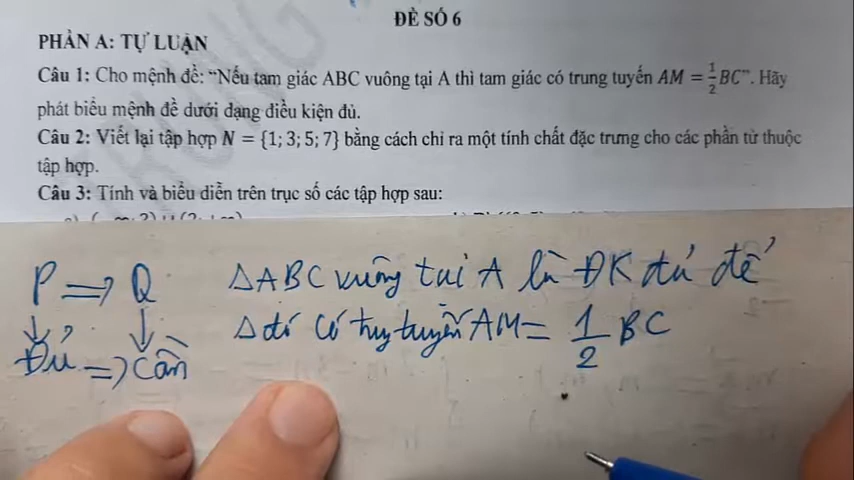 ĐỀ SỐ 6
PHẦN A: TỰ LUẬN
Câu 1: Cho mệnh đề: “Nếu tam giác ABC vuông tại A thì tam giác có trung tuyến AM = 1/2 BC”. Hãy
phát biểu mệnh đề dưới dạng điều kiện đủ.
Câu 2: Viết lại tập hợp N = {1; 3; 5; 7} bằng cách chỉ ra một tính chất đặc trưng cho các phần tử thuộc
tập hợp.
Câu 3: Tính và biểu diễn trên trục số các tập hợp sau:
P ⇒ Q
↓ ↓
Đủ ⇒ Cần
△ABC vuông tại A là ĐK đủ để
△ đó có trung tuyến AM = 1/2 BC